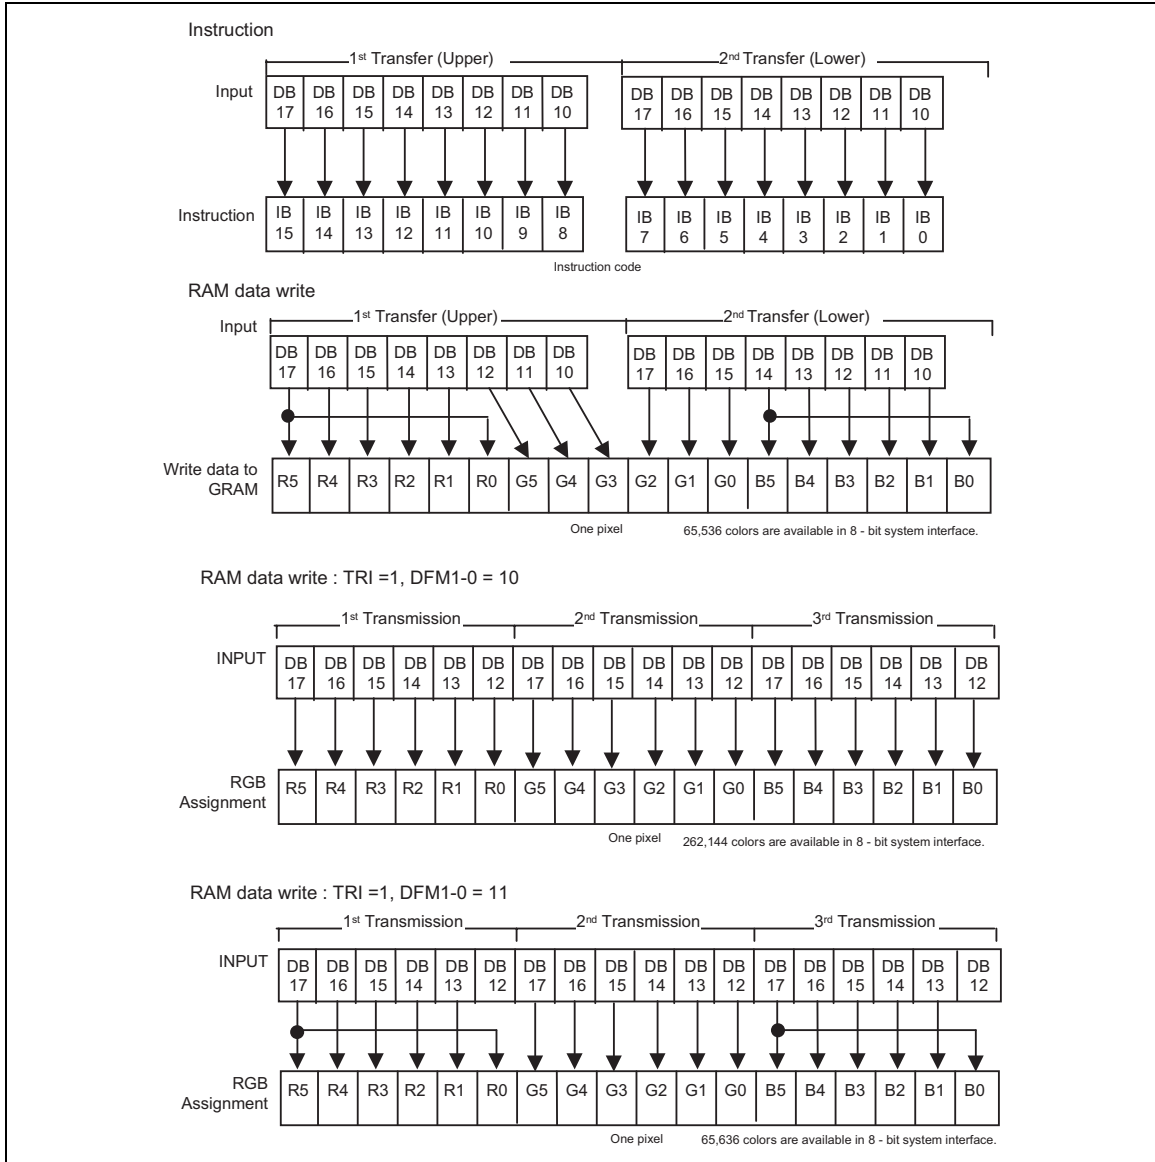 Instruction
1st Transfer (Upper) 2nd Transfer (Lower)
Input DB DB DB DB DB DB DB DB DB DB DB DB DB DB DB DB
17 16 15 14 13 12 11 10 17 16 15 14 13 12 11 10
Instruction IB IB IB IB IB IB IB IB IB IB IB IB IB IB IB IB
15 14 13 12 11 10 9 8 7 6 5 4 3 2 1 0
Instruction code
RAM data write
Input 1st Transfer (Upper) 2nd Transfer (Lower)
DB DB DB DB DB DB DB DB DB DB DB DB DB DB DB DB
17 16 15 14 13 12 11 10 17 16 15 14 13 12 11 10
Write data to
GRAM R5 R4 R3 R2 R1 R0 G5 G4 G3 G2 G1 G0 B5 B4 B3 B2 B1 B0
One pixel 65,536 colors are available in 8 - bit system interface.
RAM data write : TRI =1, DFM1-0 = 10
1st Transmission 2nd Transmission 3rd Transmission
INPUT DB DB DB DB DB DB DB DB DB DB DB DB DB DB DB DB DB DB
17 16 15 14 13 12 17 16 15 14 13 12 17 16 15 14 13 12
RGB
Assignment R5 R4 R3 R2 R1 R0 G5 G4 G3 G2 G1 G0 B5 B4 B3 B2 B1 B0
One pixel 262,144 colors are available in 8 - bit system interface.
RAM data write : TRI =1, DFM1-0 = 11
1st Transmission 2nd Transmission 3rd Transmission
INPUT DB DB DB DB DB DB DB DB DB DB DB DB DB DB DB DB DB DB
17 16 15 14 13 12 17 16 15 14 13 12 17 16 15 14 13 12
RGB
Assignment R5 R4 R3 R2 R1 R0 G5 G4 G3 G2 G1 G0 B5 B4 B3 B2 B1 B0
One pixel 65,636 colors are available in 8 - bit system interface.